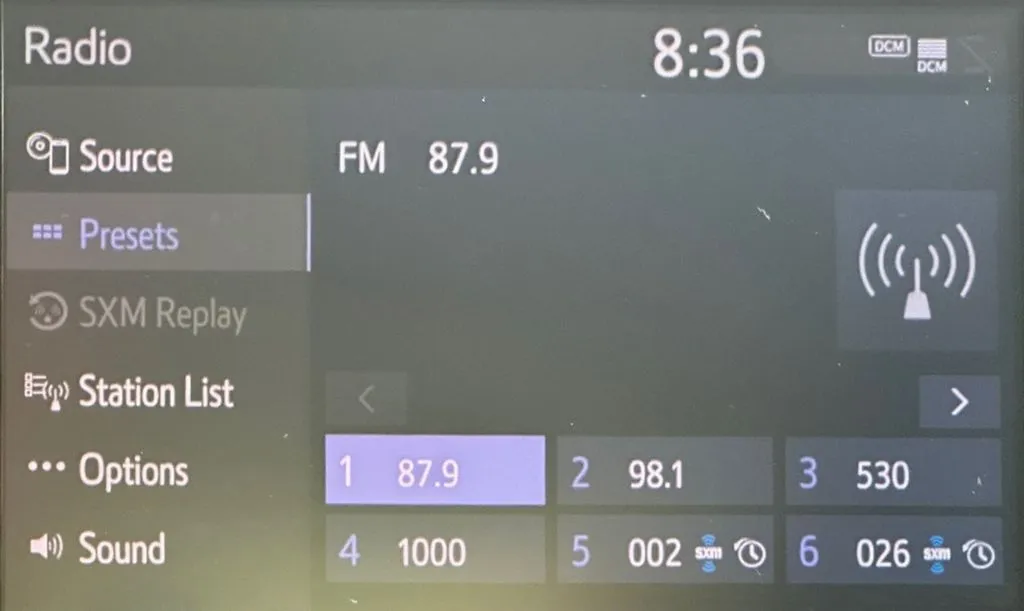 Radio 8:36 DCM DCM
Source
FM 87.9
Presets
SXM Replay
Station List
Options
1 87.9 2 98.1 3 530
Sound
4 1000 5 002 sxm 6 026 sxm